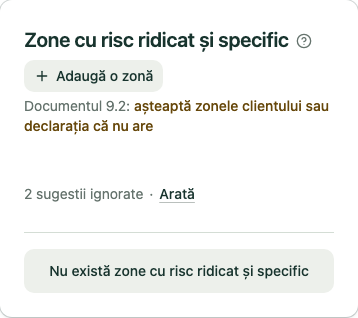 Zone cu risc ridicat și specific ?
+ Adaugă o zonă
Documentul 9.2: așteaptă zonele clientului sau
declarația că nu are
2 sugestii ignorate · Arată
Nu există zone cu risc ridicat și specific